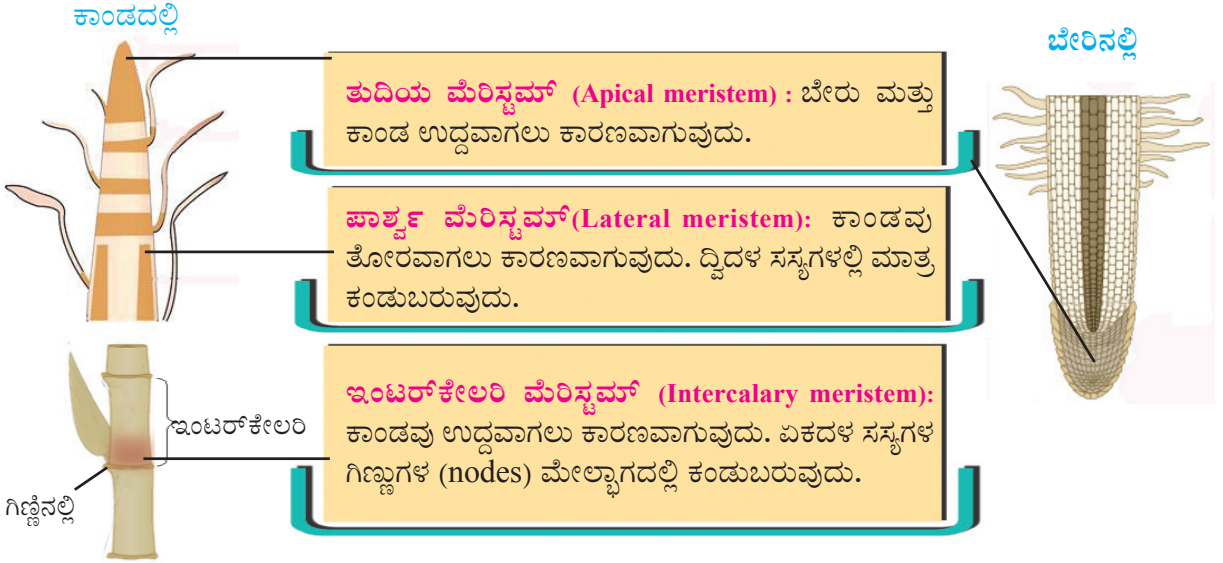 ಕಾಂಡದಲ್ಲಿ
ಬೇರಿನಲ್ಲಿ
ತುದಿಯ ಮೆರಿಸ್ಟಮ್ (Apical meristem) : ಬೇರು ಮತ್ತು
ಕಾಂಡ ಉದ್ದವಾಗಲು ಕಾರಣವಾಗುವುದು.
ಪಾರ್ಶ್ವ ಮೆರಿಸ್ಟಮ್(Lateral meristem): ಕಾಂಡವು
ತೋರವಾಗಲು ಕಾರಣವಾಗುವುದು. ದ್ವಿದಳ ಸಸ್ಯಗಳಲ್ಲಿ ಮಾತ್ರ
ಕಂಡುಬರುವುದು.
ಇಂಟರ್‌ಕೇಲರಿ ಮೆರಿಸ್ಟಮ್ (Intercalary meristem):
ಕಾಂಡವು ಉದ್ದವಾಗಲು ಕಾರಣವಾಗುವುದು. ಏಕದಳ ಸಸ್ಯಗಳ
ಗಿಣ್ಣುಗಳ (nodes) ಮೇಲ್ಭಾಗದಲ್ಲಿ ಕಂಡುಬರುವುದು.
ಇಂಟರ್‌ಕೇಲರಿ
ಗಿಣ್ಣಿನಲ್ಲಿ